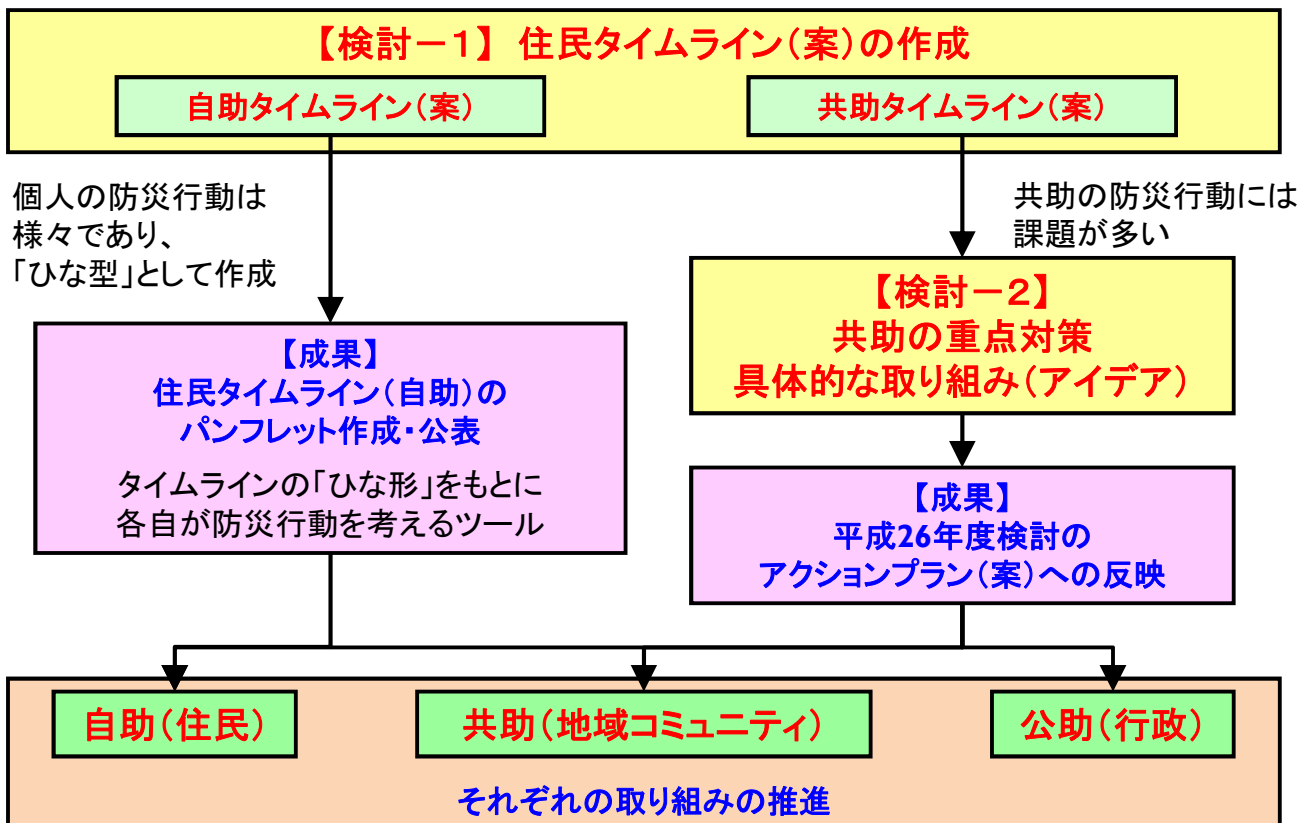 【検討－１】 住民タイムライン（案）の作成
自助タイムライン（案）
共助タイムライン（案）
個人の防災行動は
様々であり、
「ひな型」として作成
共助の防災行動には
課題が多い
【成果】
住民タイムライン（自助）の
パンフレット作成・公表
タイムラインの「ひな形」をもとに
各自が防災行動を考えるツール
【検討－２】
共助の重点対策
具体的な取り組み（アイデア）
【成果】
平成26年度検討の
アクションプラン（案）への反映
自助（住民）
共助（地域コミュニティ）
公助（行政）
それぞれの取り組みの推進